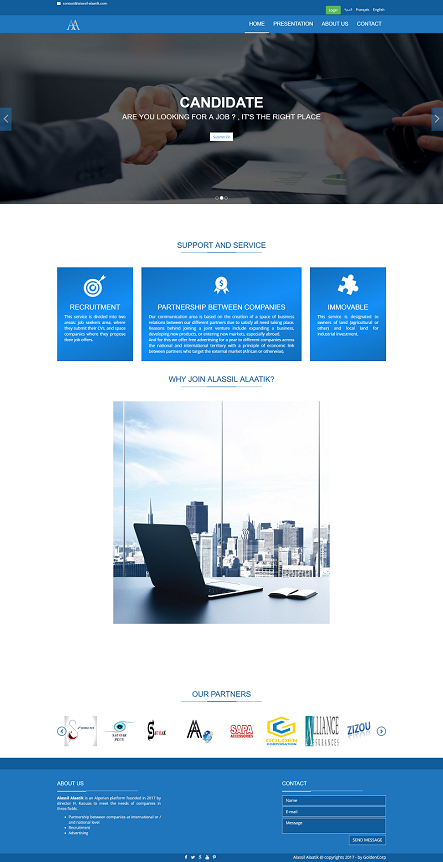 contact@alassil-alaatik.com
Login
العربية
Français
English
AA
HOME
PRESENTATION
ABOUT US
CONTACT
CANDIDATE
ARE YOU LOOKING FOR A JOB ? , IT'S THE RIGHT PLACE
Submit CV
SUPPORT AND SERVICE
RECRUITMENT
This service is divided into two
areas: job seekers area, where
they submit their CVs, and space
companies where they propose
their job offers.
PARTNERSHIP BETWEEN COMPANIES
Our communication area is based on the creation of a space of business
relations between our different partners due to satisfy all need taking place.
Reasons behind joining a joint venture include expanding a business,
developing new products, or entering new markets, especially abroad.
And for this we offer free advertising for a year to different companies across
the national and international territory with a principle of economic link
between partners who target the external market (African or otherwise).
IMMOVABLE
This service is designated to
owners of land (agricultural or
other) and local land for
industrial investment.
WHY JOIN ALASSIL ALAATIK?
OUR PARTNERS
SAPA
ACCESSOIRES
GOLDEN
CORPORATION
ALLIANCE
ASSURANCES
ZIZOU
ABOUT US
Alassil Alaatik is an Algerian platform founded in 2017 by
director H. Kaouas to meet the needs of companies in
these fields:
Partnership between companies at international or /
and national level
Recruitment
Advertising
CONTACT
Name
E-mail
Message
SEND MESSAGE
Alassil Alaatik @ copyrights 2017 - by GoldenCorp